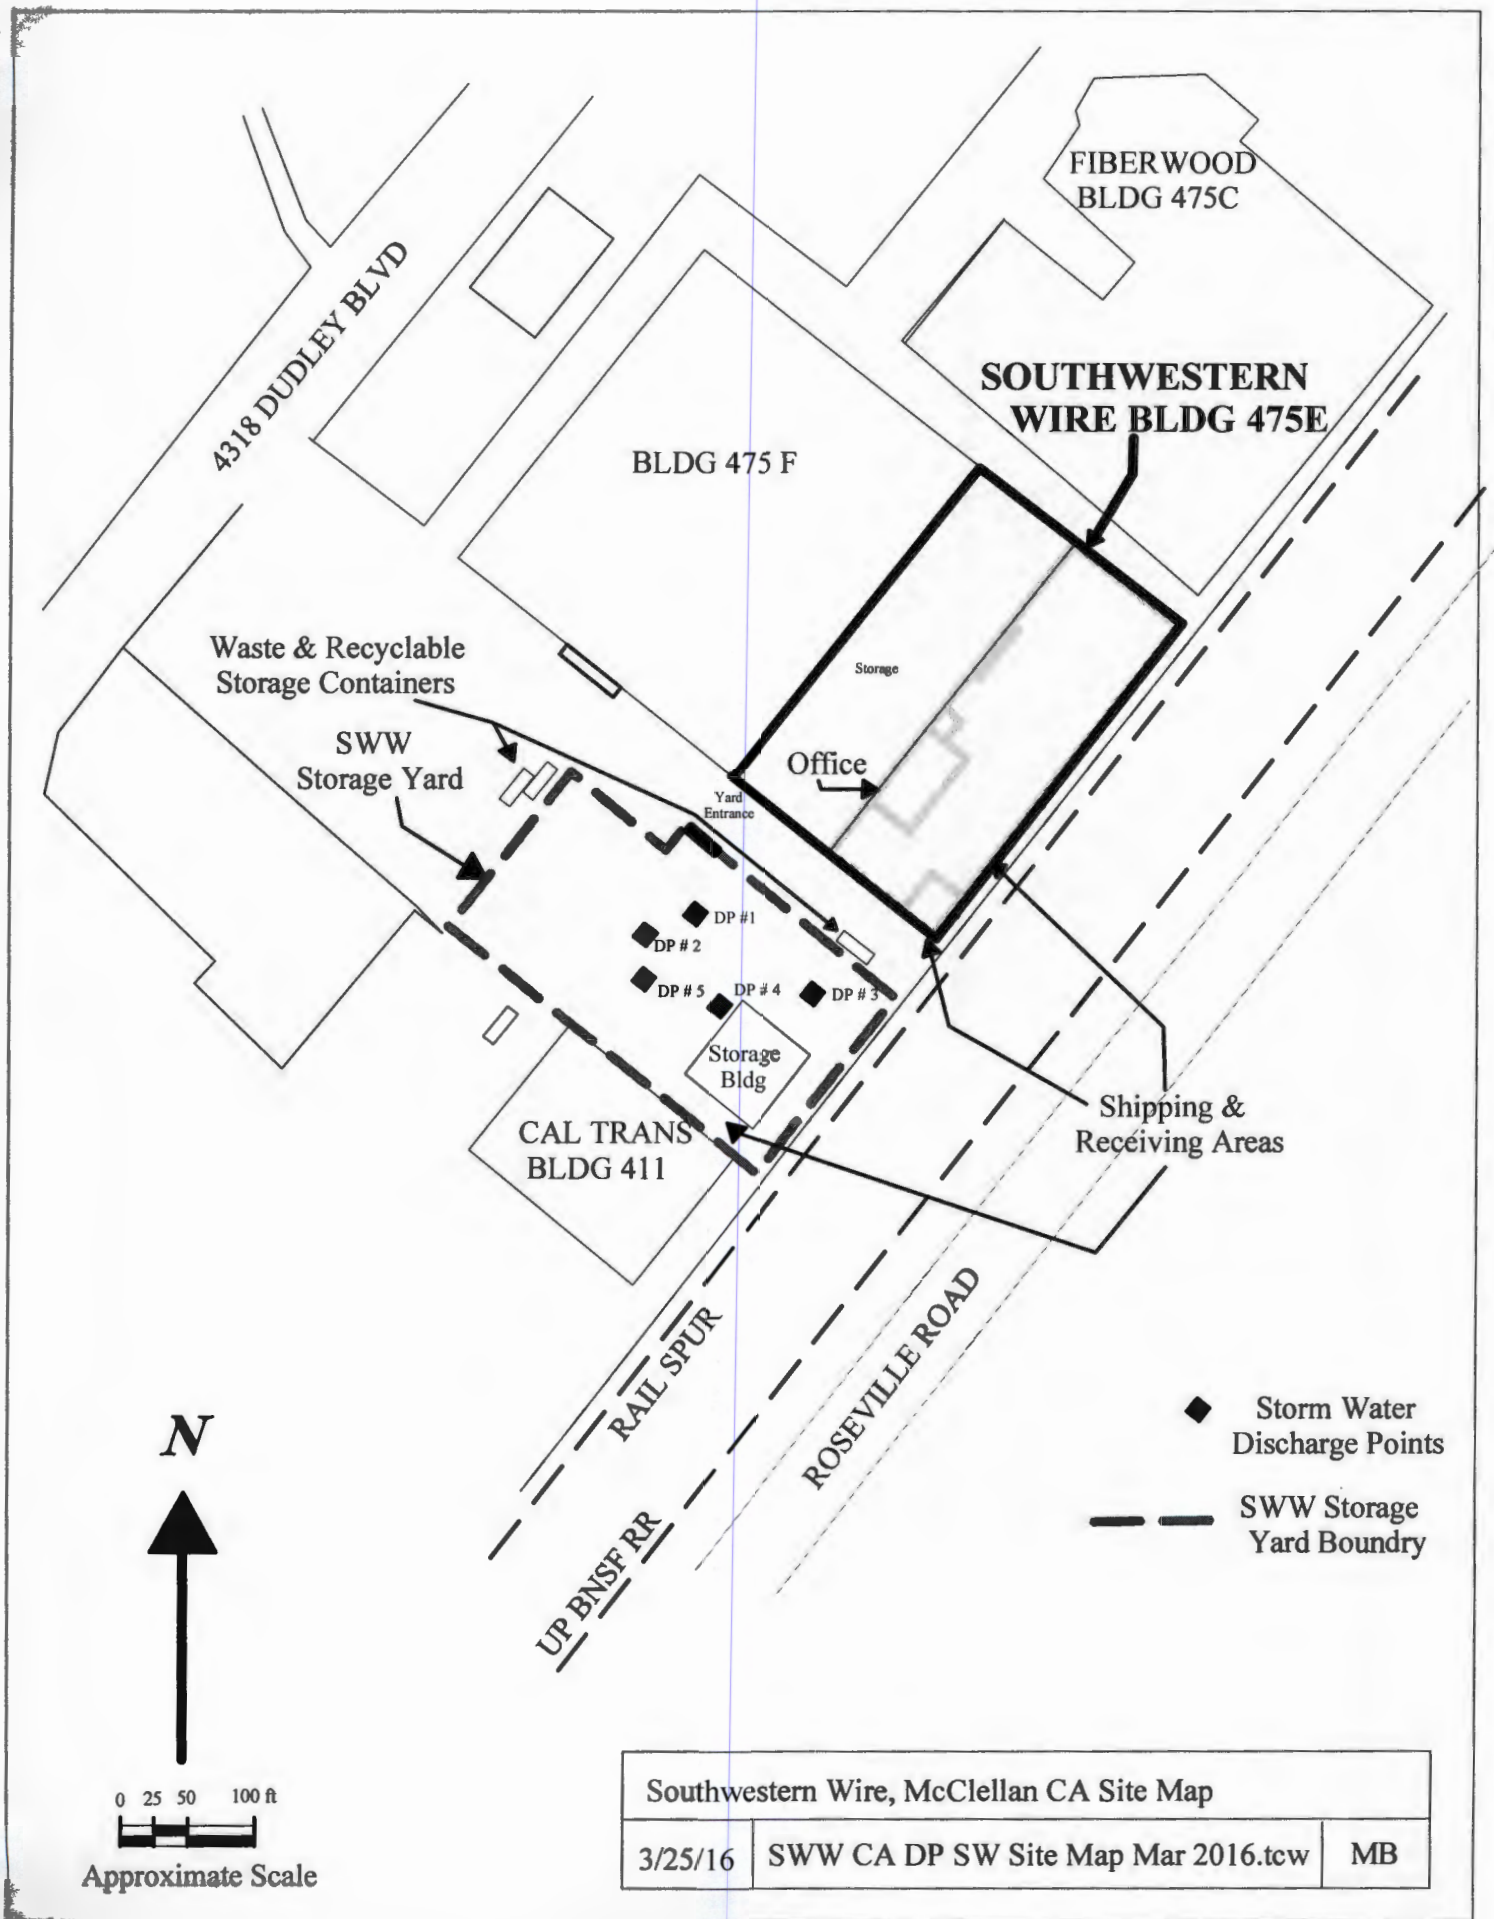 FIBERWOOD
BLDG 475C
4318 DUDLEY BLVD
SOUTHWESTERN
WIRE BLDG 475E
BLDG 475 F
Waste & Recyclable
Storage Containers
Storage
SWW
Storage Yard
Office
Yard
Entrance
DP #1
DP # 2
DP # 5
DP # 4
DP # 3
Storage
Bldg
Shipping &
Receiving Areas
CAL TRANS
BLDG 411
RAIL SPUR
ROSEVILLE ROAD
UP BNSF RR
Storm Water
Discharge Points
SWW Storage
Yard Boundry
N
0 25 50 100 ft
Approximate Scale
Southwestern Wire, McClellan CA Site Map
3/25/16 SWW CA DP SW Site Map Mar 2016.tcw MB